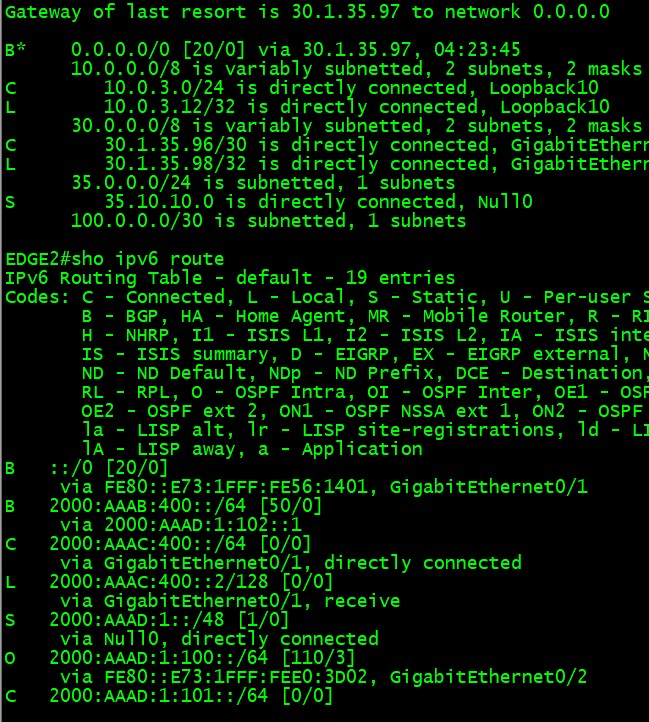 Gateway of last resort is 30.1.35.97 to network 0.0.0.0
B* 0.0.0.0/0 [20/0] via 30.1.35.97, 04:23:45
10.0.0.0/8 is variably subnetted, 2 subnets, 2 masks
C 10.0.3.0/24 is directly connected, Loopback10
L 10.0.3.12/32 is directly connected, Loopback10
30.0.0.0/8 is variably subnetted, 2 subnets, 2 masks
C 30.1.35.96/30 is directly connected, GigabitEthern
L 30.1.35.98/32 is directly connected, GigabitEthern
35.0.0.0/24 is subnetted, 1 subnets
S 35.10.10.0 is directly connected, Null0
100.0.0.0/30 is subnetted, 1 subnets
EDGE2#sho ipv6 route
IPv6 Routing Table - default - 19 entries
Codes: C - Connected, L - Local, S - Static, U - Per-user S
B - BGP, HA - Home Agent, MR - Mobile Router, R - RI
H - NHRP, I1 - ISIS L1, I2 - ISIS L2, IA - ISIS inte
IS - ISIS summary, D - EIGRP, EX - EIGRP external, N
ND - ND Default, NDp - ND Prefix, DCE - Destination,
RL - RPL, O - OSPF Intra, OI - OSPF Inter, OE1 - OSP
OE2 - OSPF ext 2, ON1 - OSPF NSSA ext 1, ON2 - OSPF
la - LISP alt, lr - LISP site-registrations, ld - LI
lA - LISP away, a - Application
B ::/0 [20/0]
via FE80::E73:1FFF:FE56:1401, GigabitEthernet0/1
B 2000:AAAB:400::/64 [50/0]
via 2000:AAAD:1:102::1
C 2000:AAAC:400::/64 [0/0]
via GigabitEthernet0/1, directly connected
L 2000:AAAC:400::2/128 [0/0]
via GigabitEthernet0/1, receive
S 2000:AAAD:1::/48 [1/0]
via Null0, directly connected
O 2000:AAAD:1:100::/64 [110/3]
via FE80::E73:1FFF:FEE0:3D02, GigabitEthernet0/2
C 2000:AAAD:1:101::/64 [0/0]